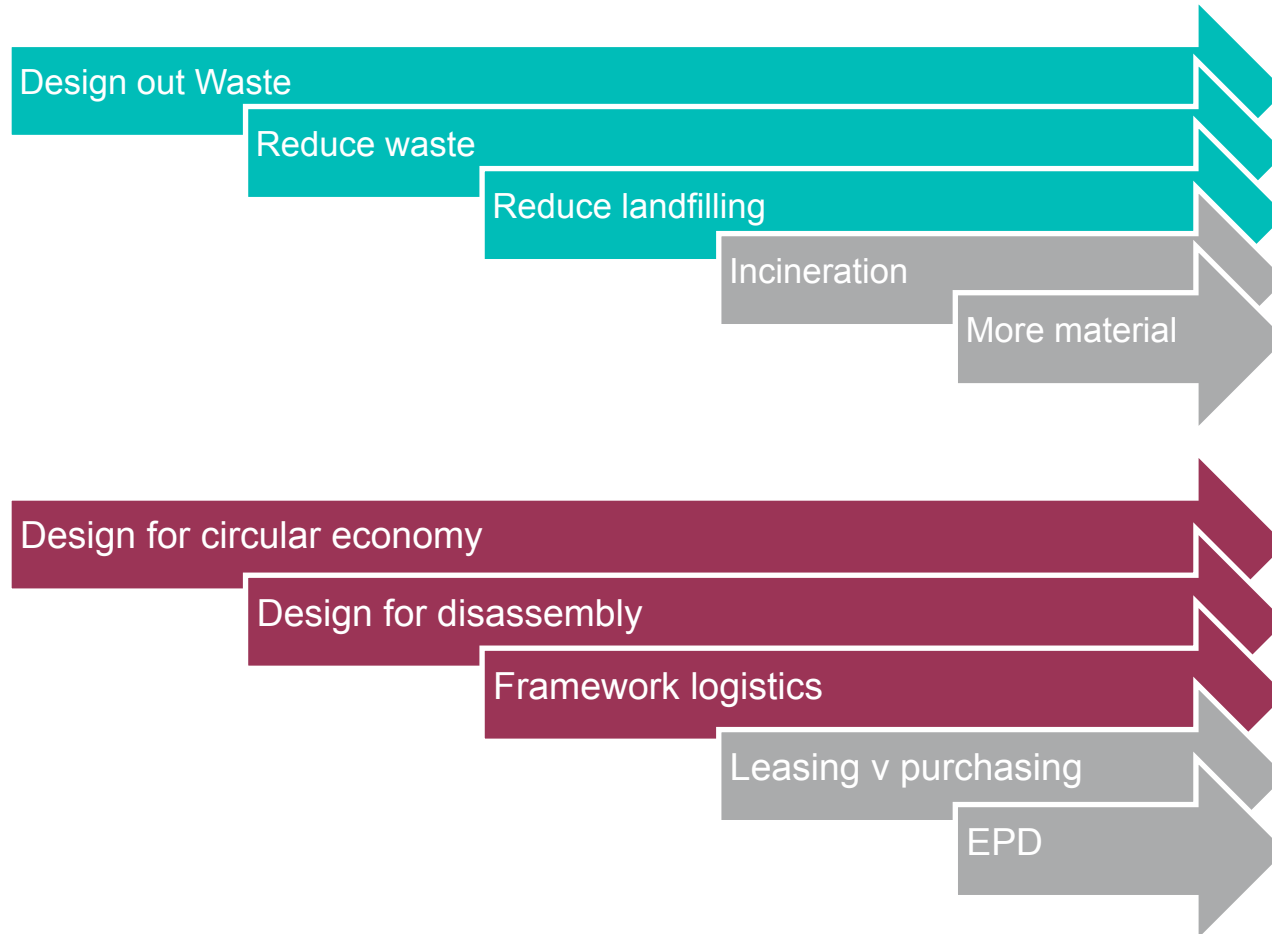 Design out Waste
Reduce waste
Reduce landfilling
Incineration
More material
Design for circular economy
Design for disassembly
Framework logistics
Leasing v purchasing
EPD